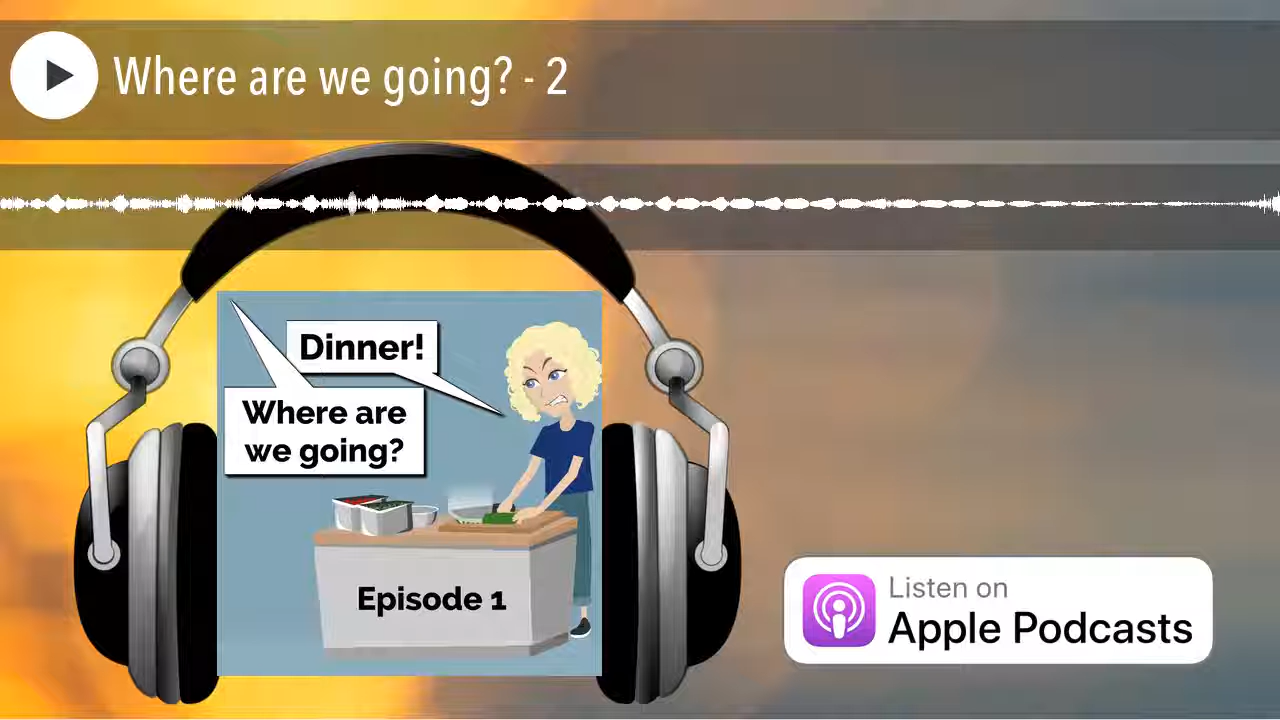 Where are we going? - 2
Dinner!
Where are
we going?
Episode 1
Listen on
Apple Podcasts